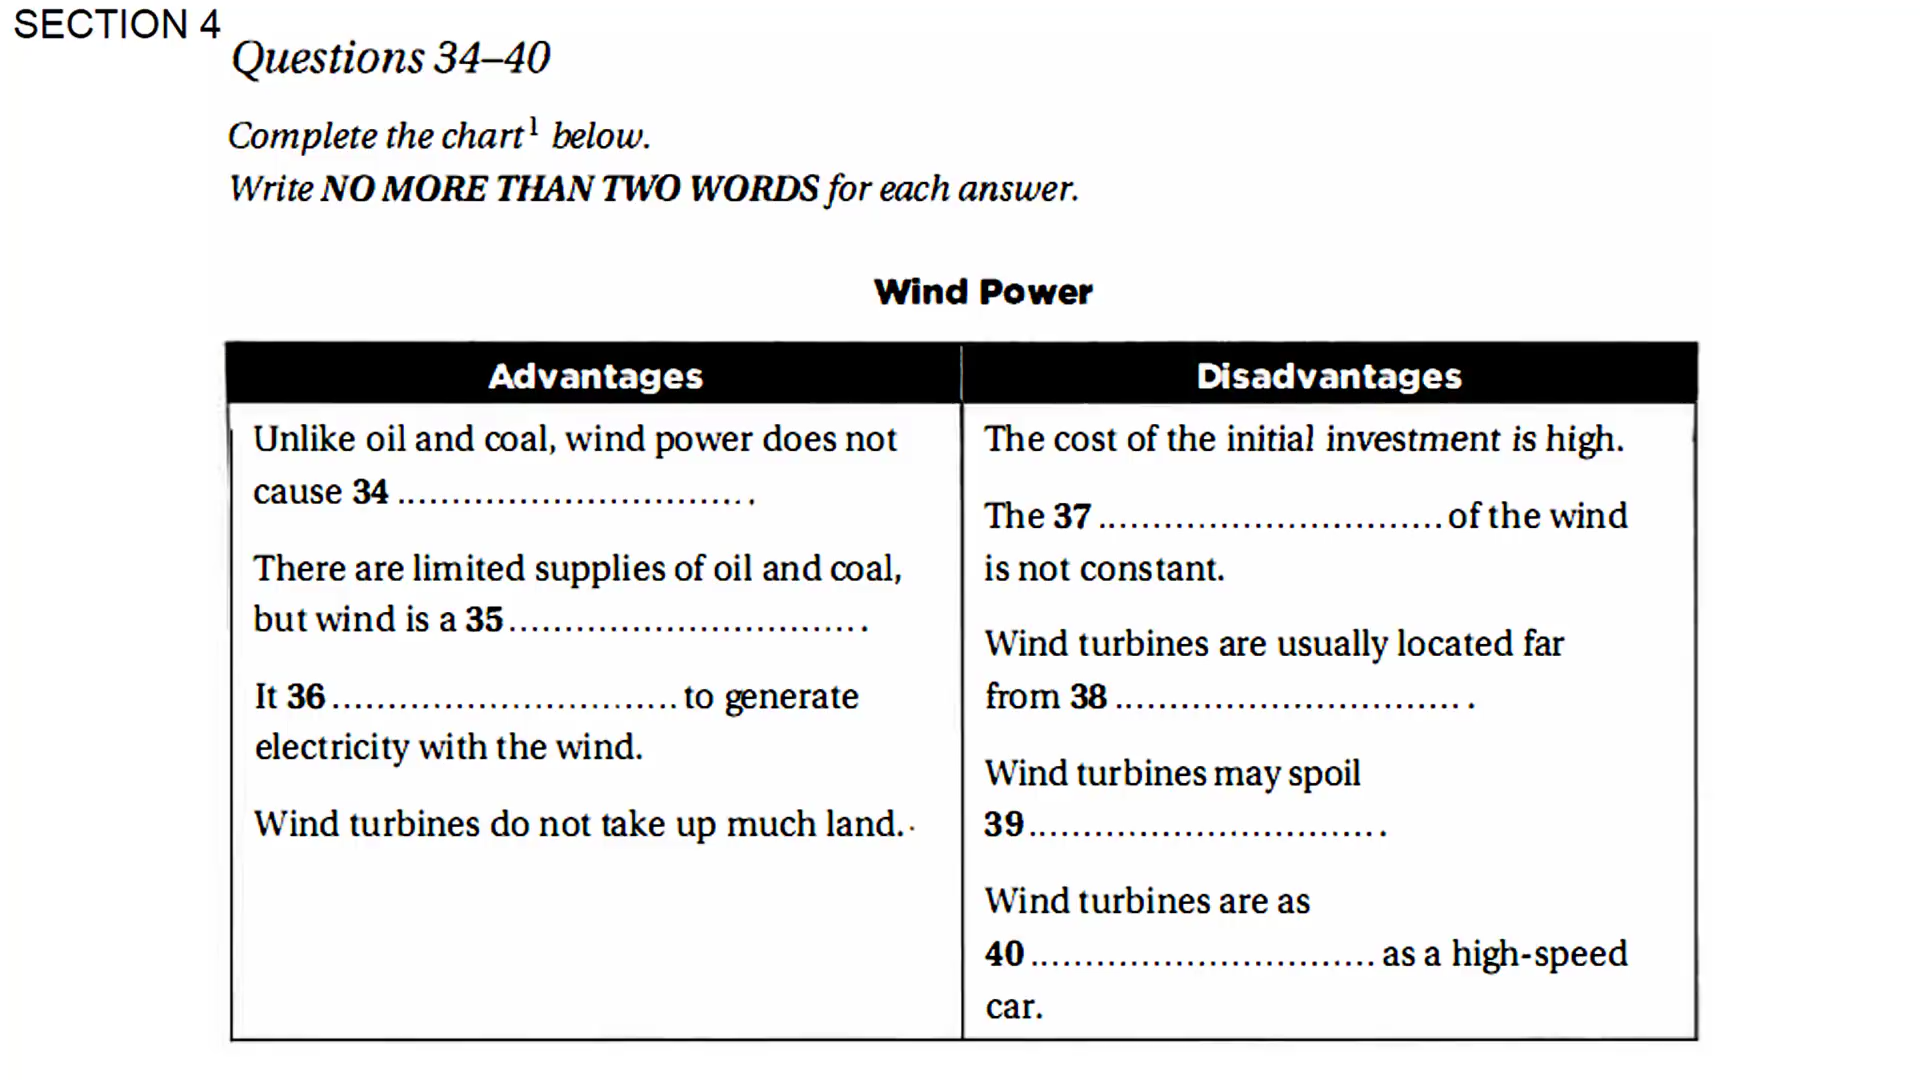 SECTION 4
Questions 34–40
Complete the chart¹ below.
Write NO MORE THAN TWO WORDS for each answer.
Wind Power
Advantages
Unlike oil and coal, wind power does not
cause 34 ................................ .
There are limited supplies of oil and coal,
but wind is a 35 ................................ .
It 36 ................................ to generate
electricity with the wind.
Wind turbines do not take up much land.
Disadvantages
The cost of the initial investment is high.
The 37 ................................ of the wind
is not constant.
Wind turbines are usually located far
from 38 ................................ .
Wind turbines may spoil
39 ................................ .
Wind turbines are as
40 ................................ as a high-speed
car.